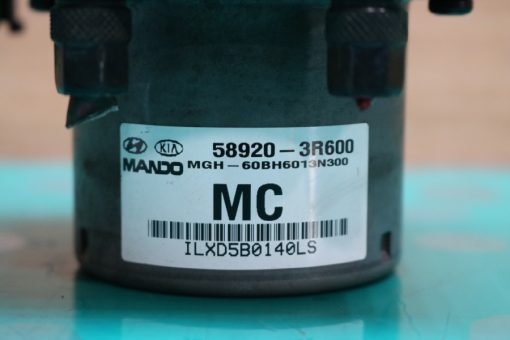 KIA 58920-3R600
MANDO MGH-60BH6013N300
MC
ILXD5B0140LS